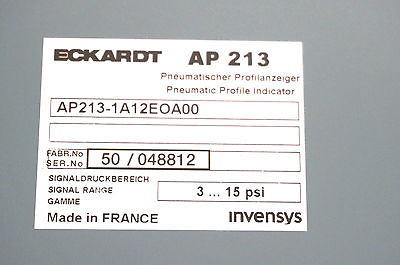 ECKARDT AP 213
Pneumatischer Profilanzeiger
Pneumatic Profile Indicator
AP213-1A12EOA00
FABR.No
SER.No 50 / 048812
SIGNALDRUCKBEREICH
SIGNAL RANGE 3 ... 15 psi
GAMME
Made in FRANCE invensys